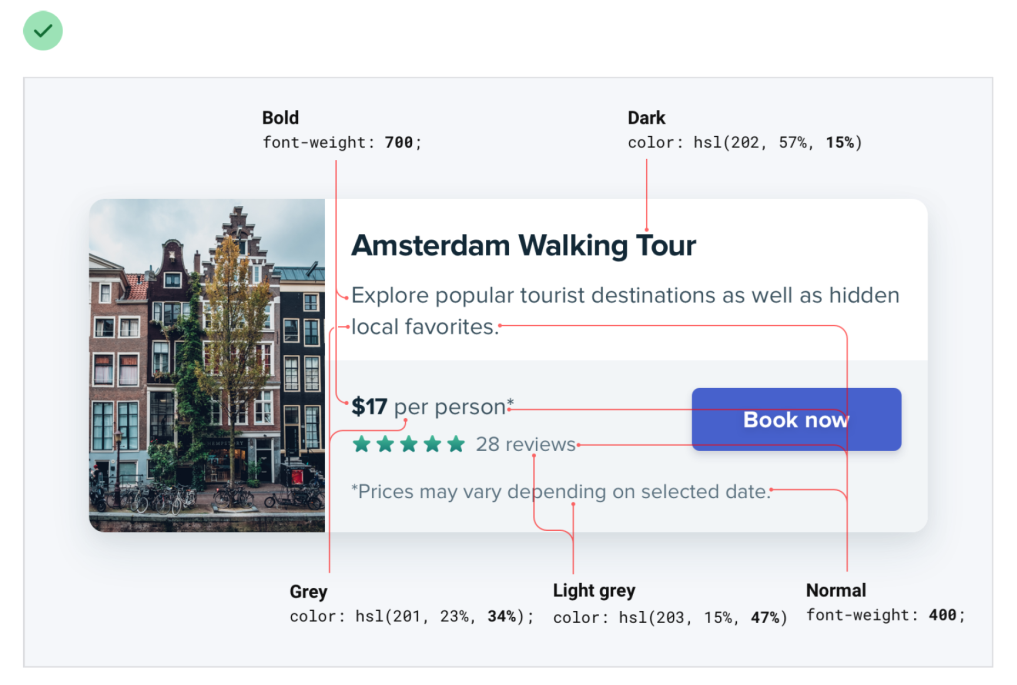 Bold
font-weight: 700;
Dark
color: hsl(202, 57%, 15%)
Amsterdam Walking Tour
Explore popular tourist destinations as well as hidden
local favorites.
$17 per person*
Book now
28 reviews
*Prices may vary depending on selected date.
Grey
color: hsl(201, 23%, 34%);
Light grey
color: hsl(203, 15%, 47%)
Normal
font-weight: 400;